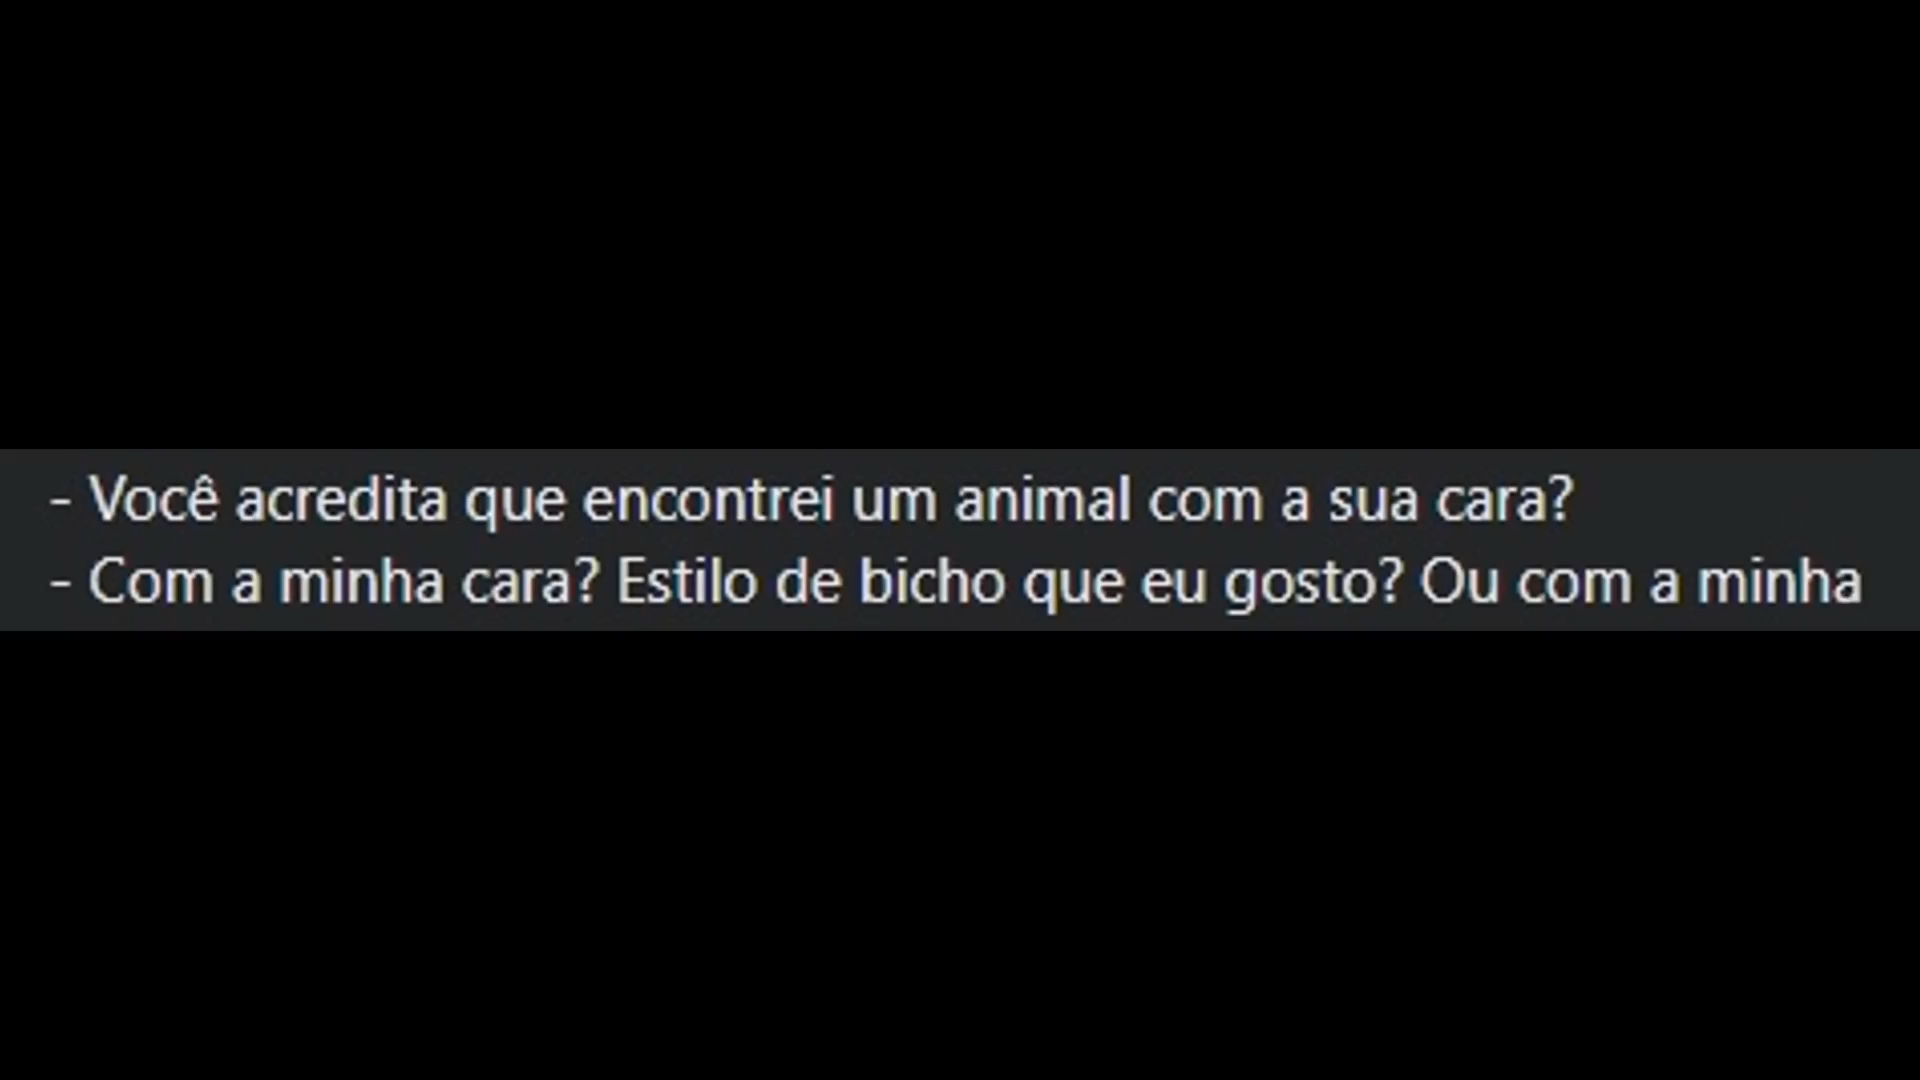 - Você acredita que encontrei um animal com a sua cara?
- Com a minha cara? Estilo de bicho que eu gosto? Ou com a minha